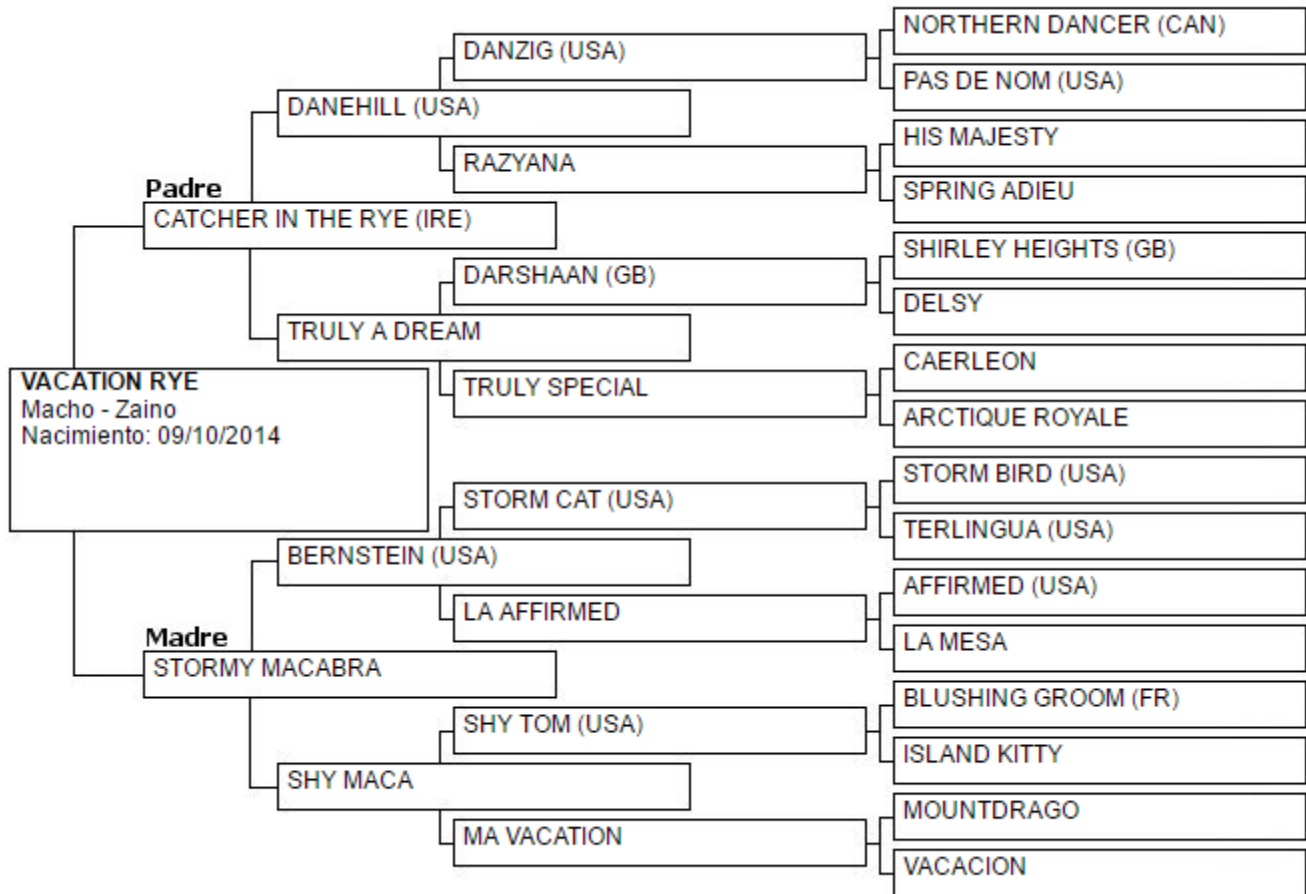 NORTHERN DANCER (CAN)
DANZIG (USA)
PAS DE NOM (USA)
DANEHILL (USA)
HIS MAJESTY
RAZYANA
SPRING ADIEU
Padre
CATCHER IN THE RYE (IRE)
SHIRLEY HEIGHTS (GB)
DARSHAAN (GB)
DELSY
TRULY A DREAM
CAERLEON
TRULY SPECIAL
ARCTIQUE ROYALE
VACATION RYE
Macho - Zaino
Nacimiento: 09/10/2014
STORM BIRD (USA)
STORM CAT (USA)
TERLINGUA (USA)
BERNSTEIN (USA)
AFFIRMED (USA)
LA AFFIRMED
LA MESA
Madre
STORMY MACABRA
BLUSHING GROOM (FR)
SHY TOM (USA)
ISLAND KITTY
SHY MACA
MOUNTDRAGO
MA VACATION
VACACION